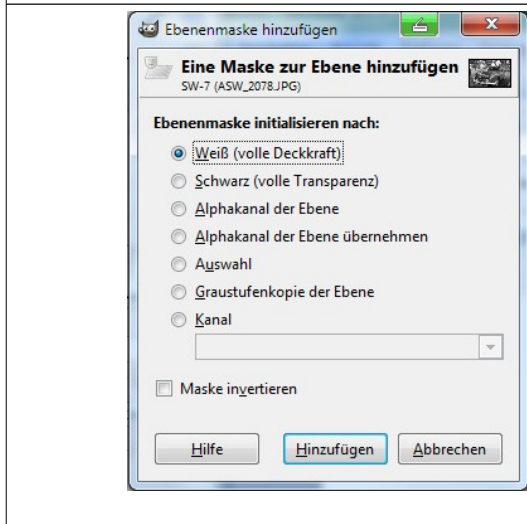 Ebenenmaske hinzufügen
Eine Maske zur Ebene hinzufügen
SW-7 (ASW_2078.JPG)
Ebenenmaske initialisieren nach:
Weiß (volle Deckkraft)
Schwarz (volle Transparenz)
Alphakanal der Ebene
Alphakanal der Ebene übernehmen
Auswahl
Graustufenkopie der Ebene
Kanal
Maske invertieren
Hilfe Hinzufügen Abbrechen